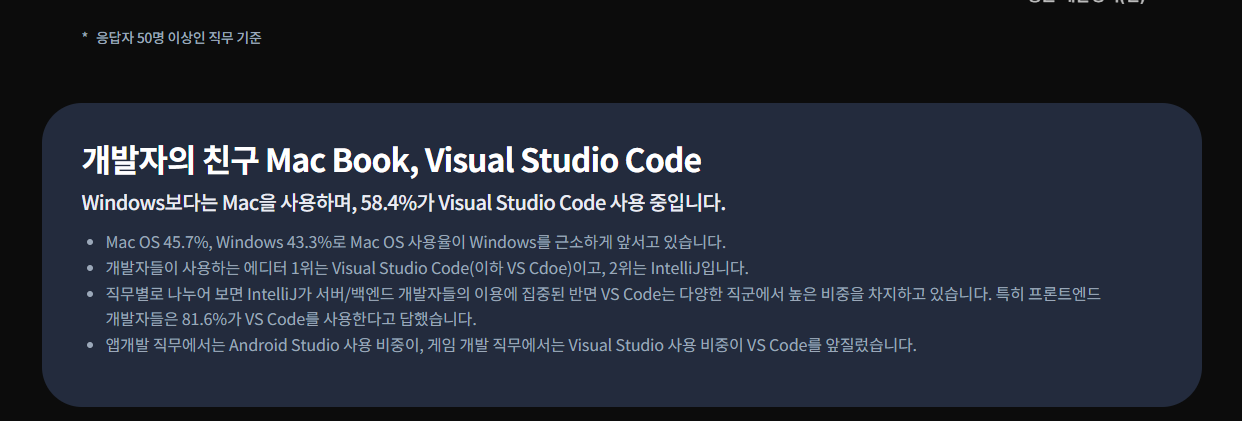 * 응답자 50명 이상인 직무 기준
개발자의 친구 Mac Book, Visual Studio Code
Windows보다는 Mac을 사용하며, 58.4%가 Visual Studio Code 사용 중입니다.
• Mac OS 45.7%, Windows 43.3%로 Mac OS 사용율이 Windows를 근소하게 앞서고 있습니다.
• 개발자들이 사용하는 에디터 1위는 Visual Studio Code(이하 VS Cdoe)이고, 2위는 IntelliJ입니다.
• 직무별로 나누어 보면 IntelliJ가 서버/백엔드 개발자들의 이용에 집중된 반면 VS Code는 다양한 직군에서 높은 비중을 차지하고 있습니다. 특히 프론트엔드
개발자들은 81.6%가 VS Code를 사용한다고 답했습니다.
• 앱개발 직무에서는 Android Studio 사용 비중이, 게임 개발 직무에서는 Visual Studio 사용 비중이 VS Code를 앞질렀습니다.